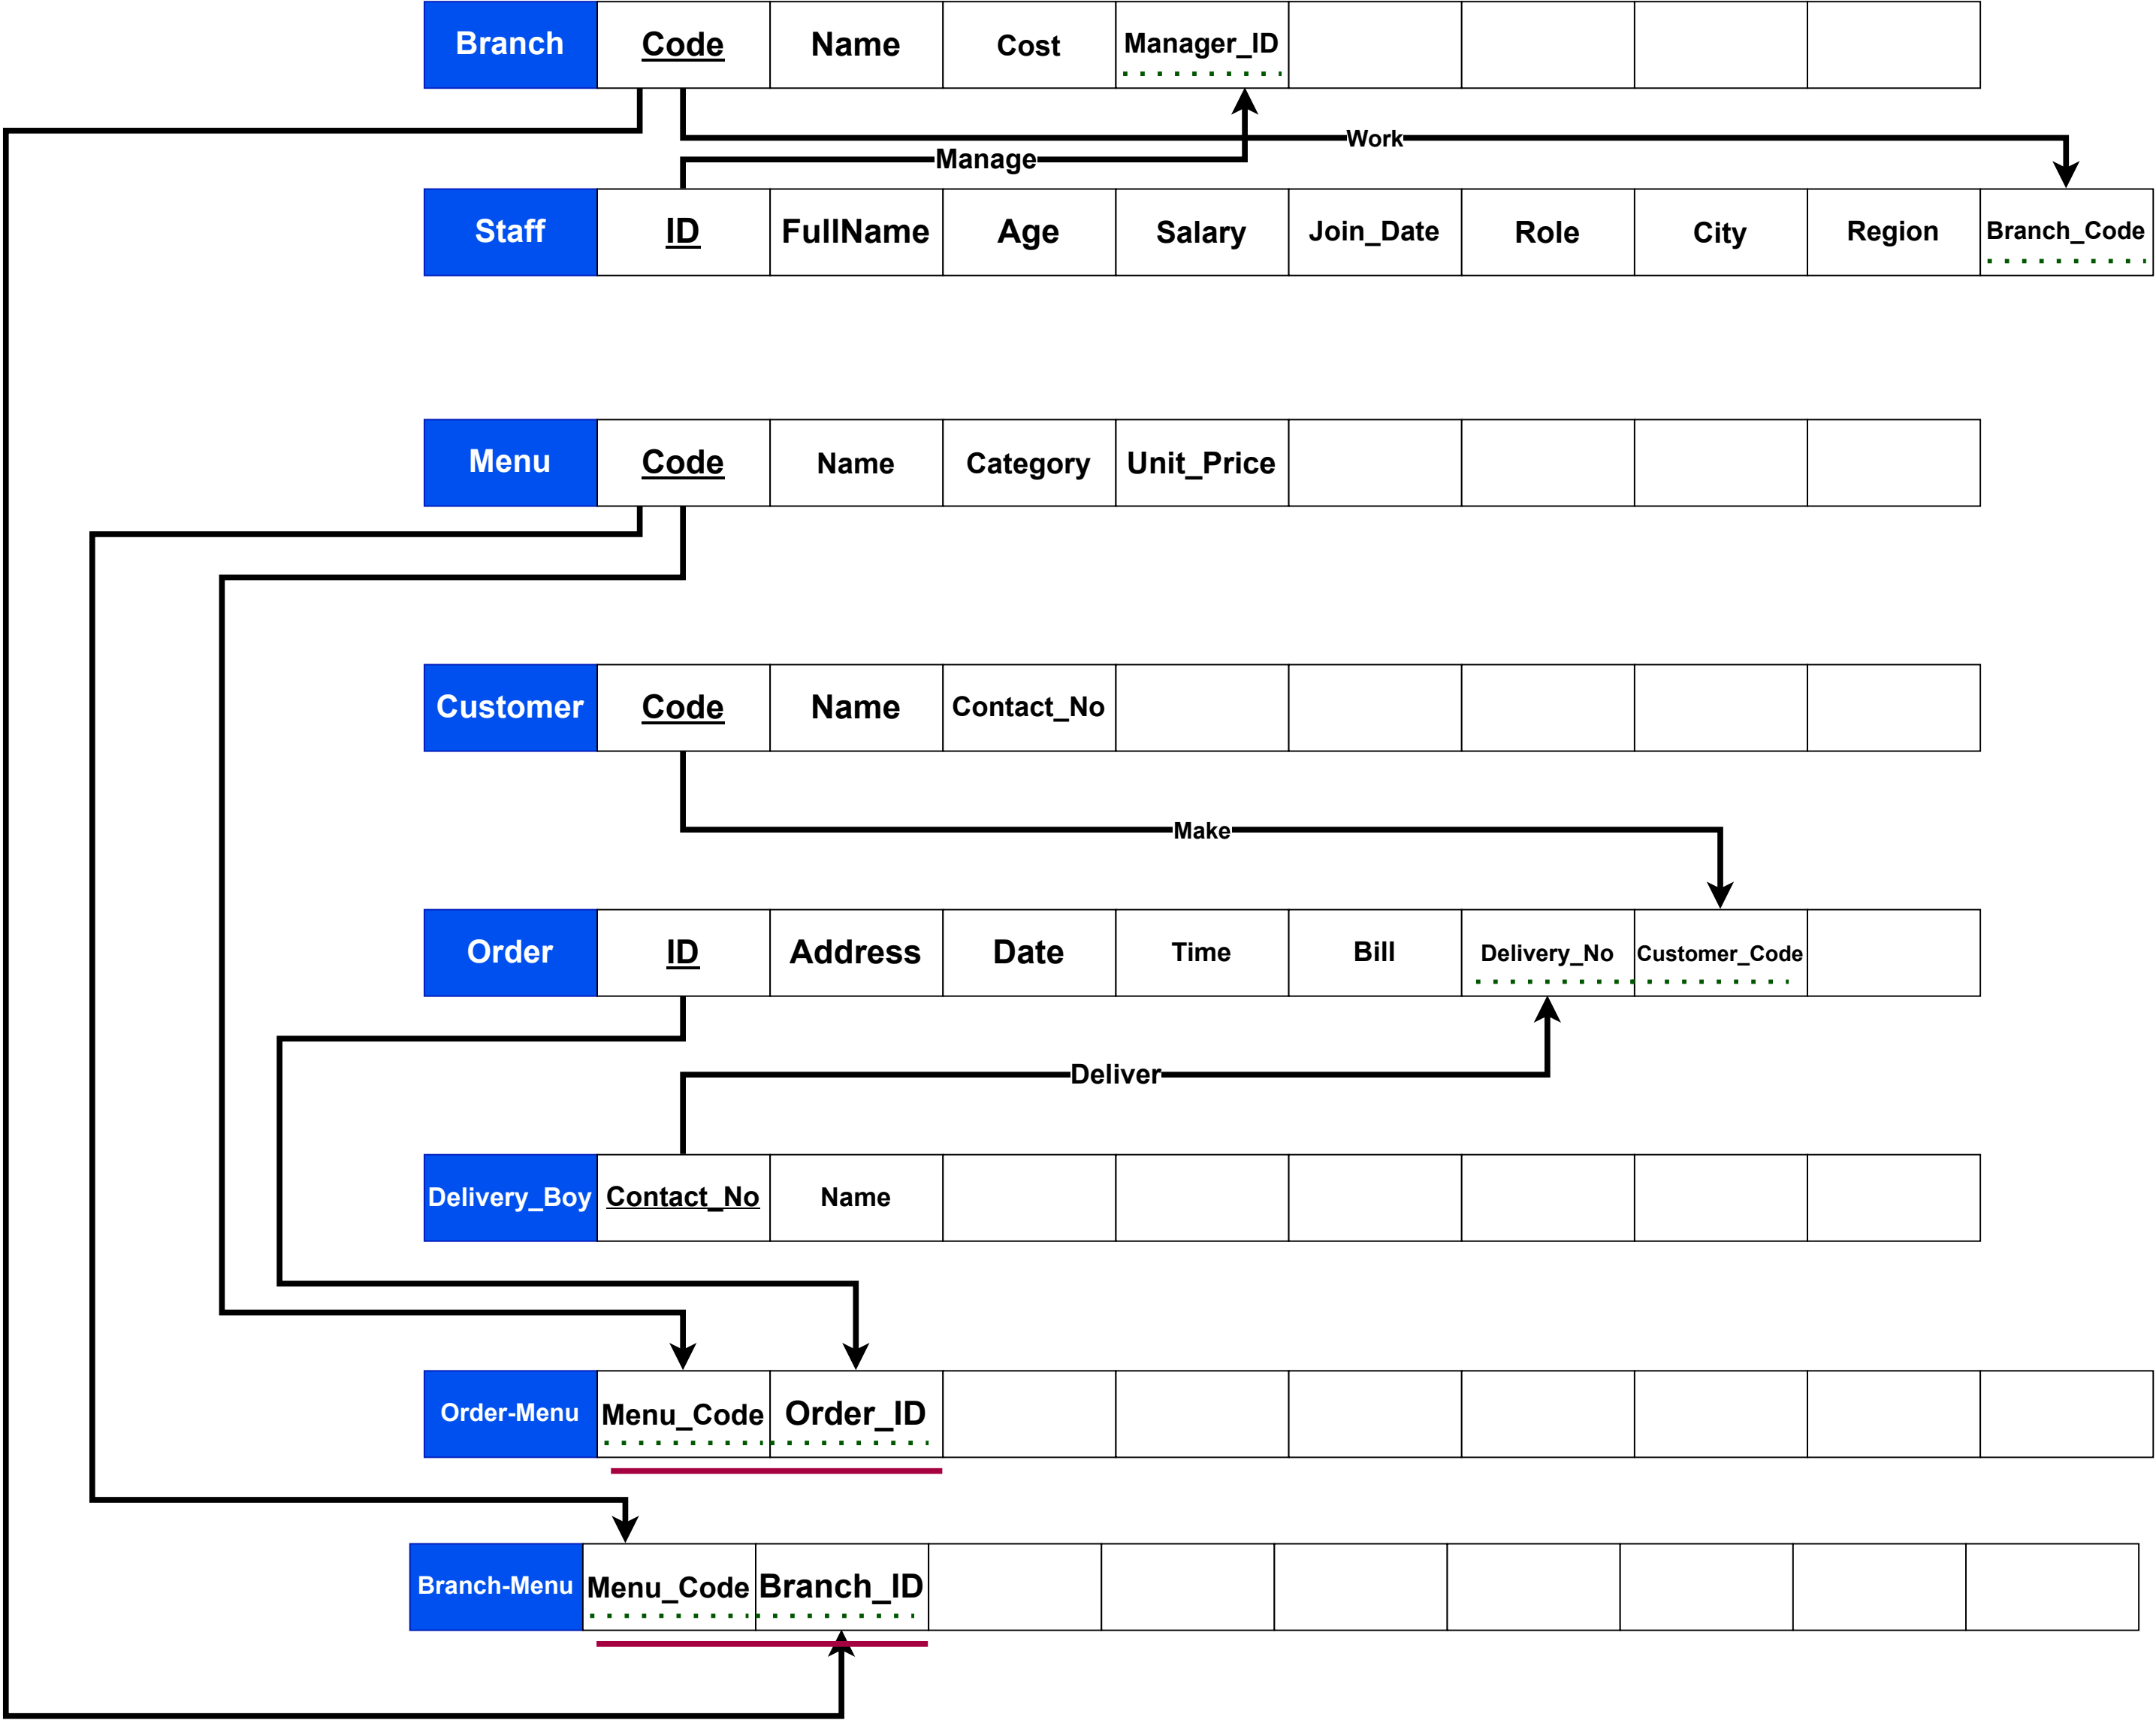 Branch Code Name Cost Manager_ID
Work
Manage
Staff ID FullName Age Salary Join_Date Role City Region Branch_Code
Menu Code Name Category Unit_Price
Customer Code Name Contact_No
Make
Order ID Address Date Time Bill Delivery_No Customer_Code
Deliver
Delivery_Boy Contact_No Name
Order-Menu Menu_Code Order_ID
Branch-Menu Menu_Code Branch_ID